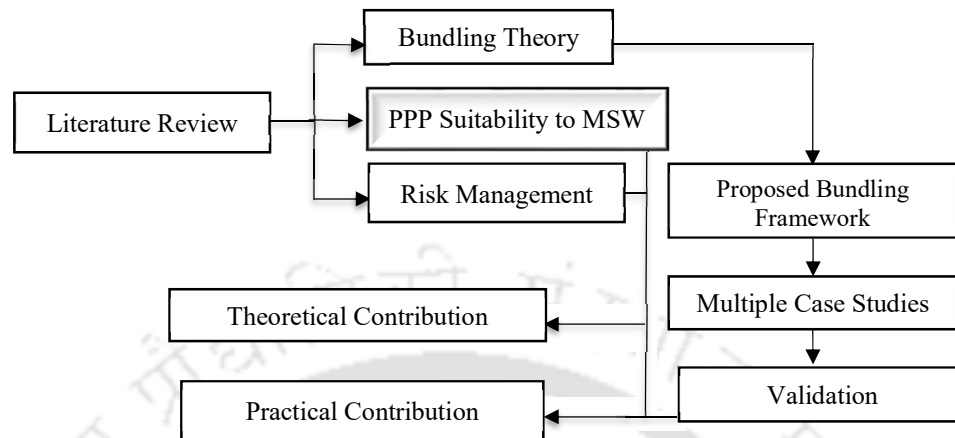 Bundling Theory
Literature Review
PPP Suitability to MSW
Risk Management
Proposed Bundling
Framework
Multiple Case Studies
Theoretical Contribution
Validation
Practical Contribution